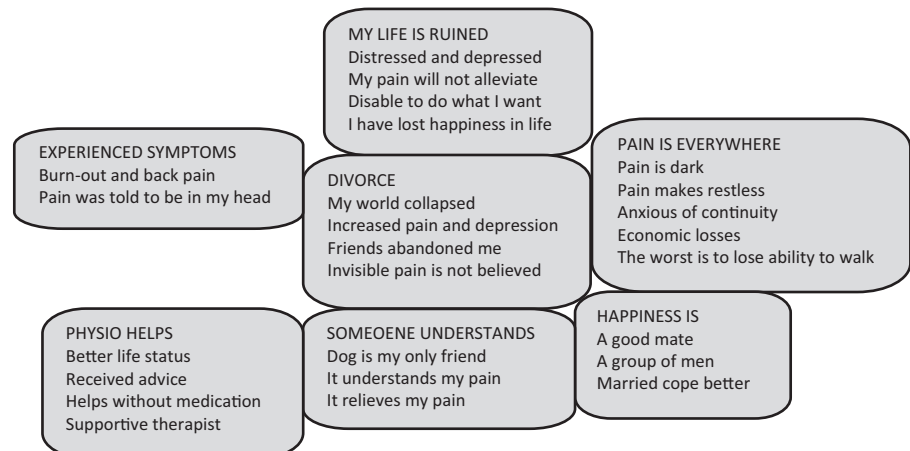 MY LIFE IS RUINED
Distressed and depressed
My pain will not alleviate
Disable to do what I want
I have lost happiness in life
EXPERIENCED SYMPTOMS
Burn-out and back pain
Pain was told to be in my head
DIVORCE
My world collapsed
Increased pain and depression
Friends abandoned me
Invisible pain is not believed
PAIN IS EVERYWHERE
Pain is dark
Pain makes restless
Anxious of continuity
Economic losses
The worst is to lose ability to walk
PHYSIO HELPS
Better life status
Received advice
Helps without medication
Supportive therapist
SOMEOENE UNDERSTANDS
Dog is my only friend
It understands my pain
It relieves my pain
HAPPINESS IS
A good mate
A group of men
Married cope better